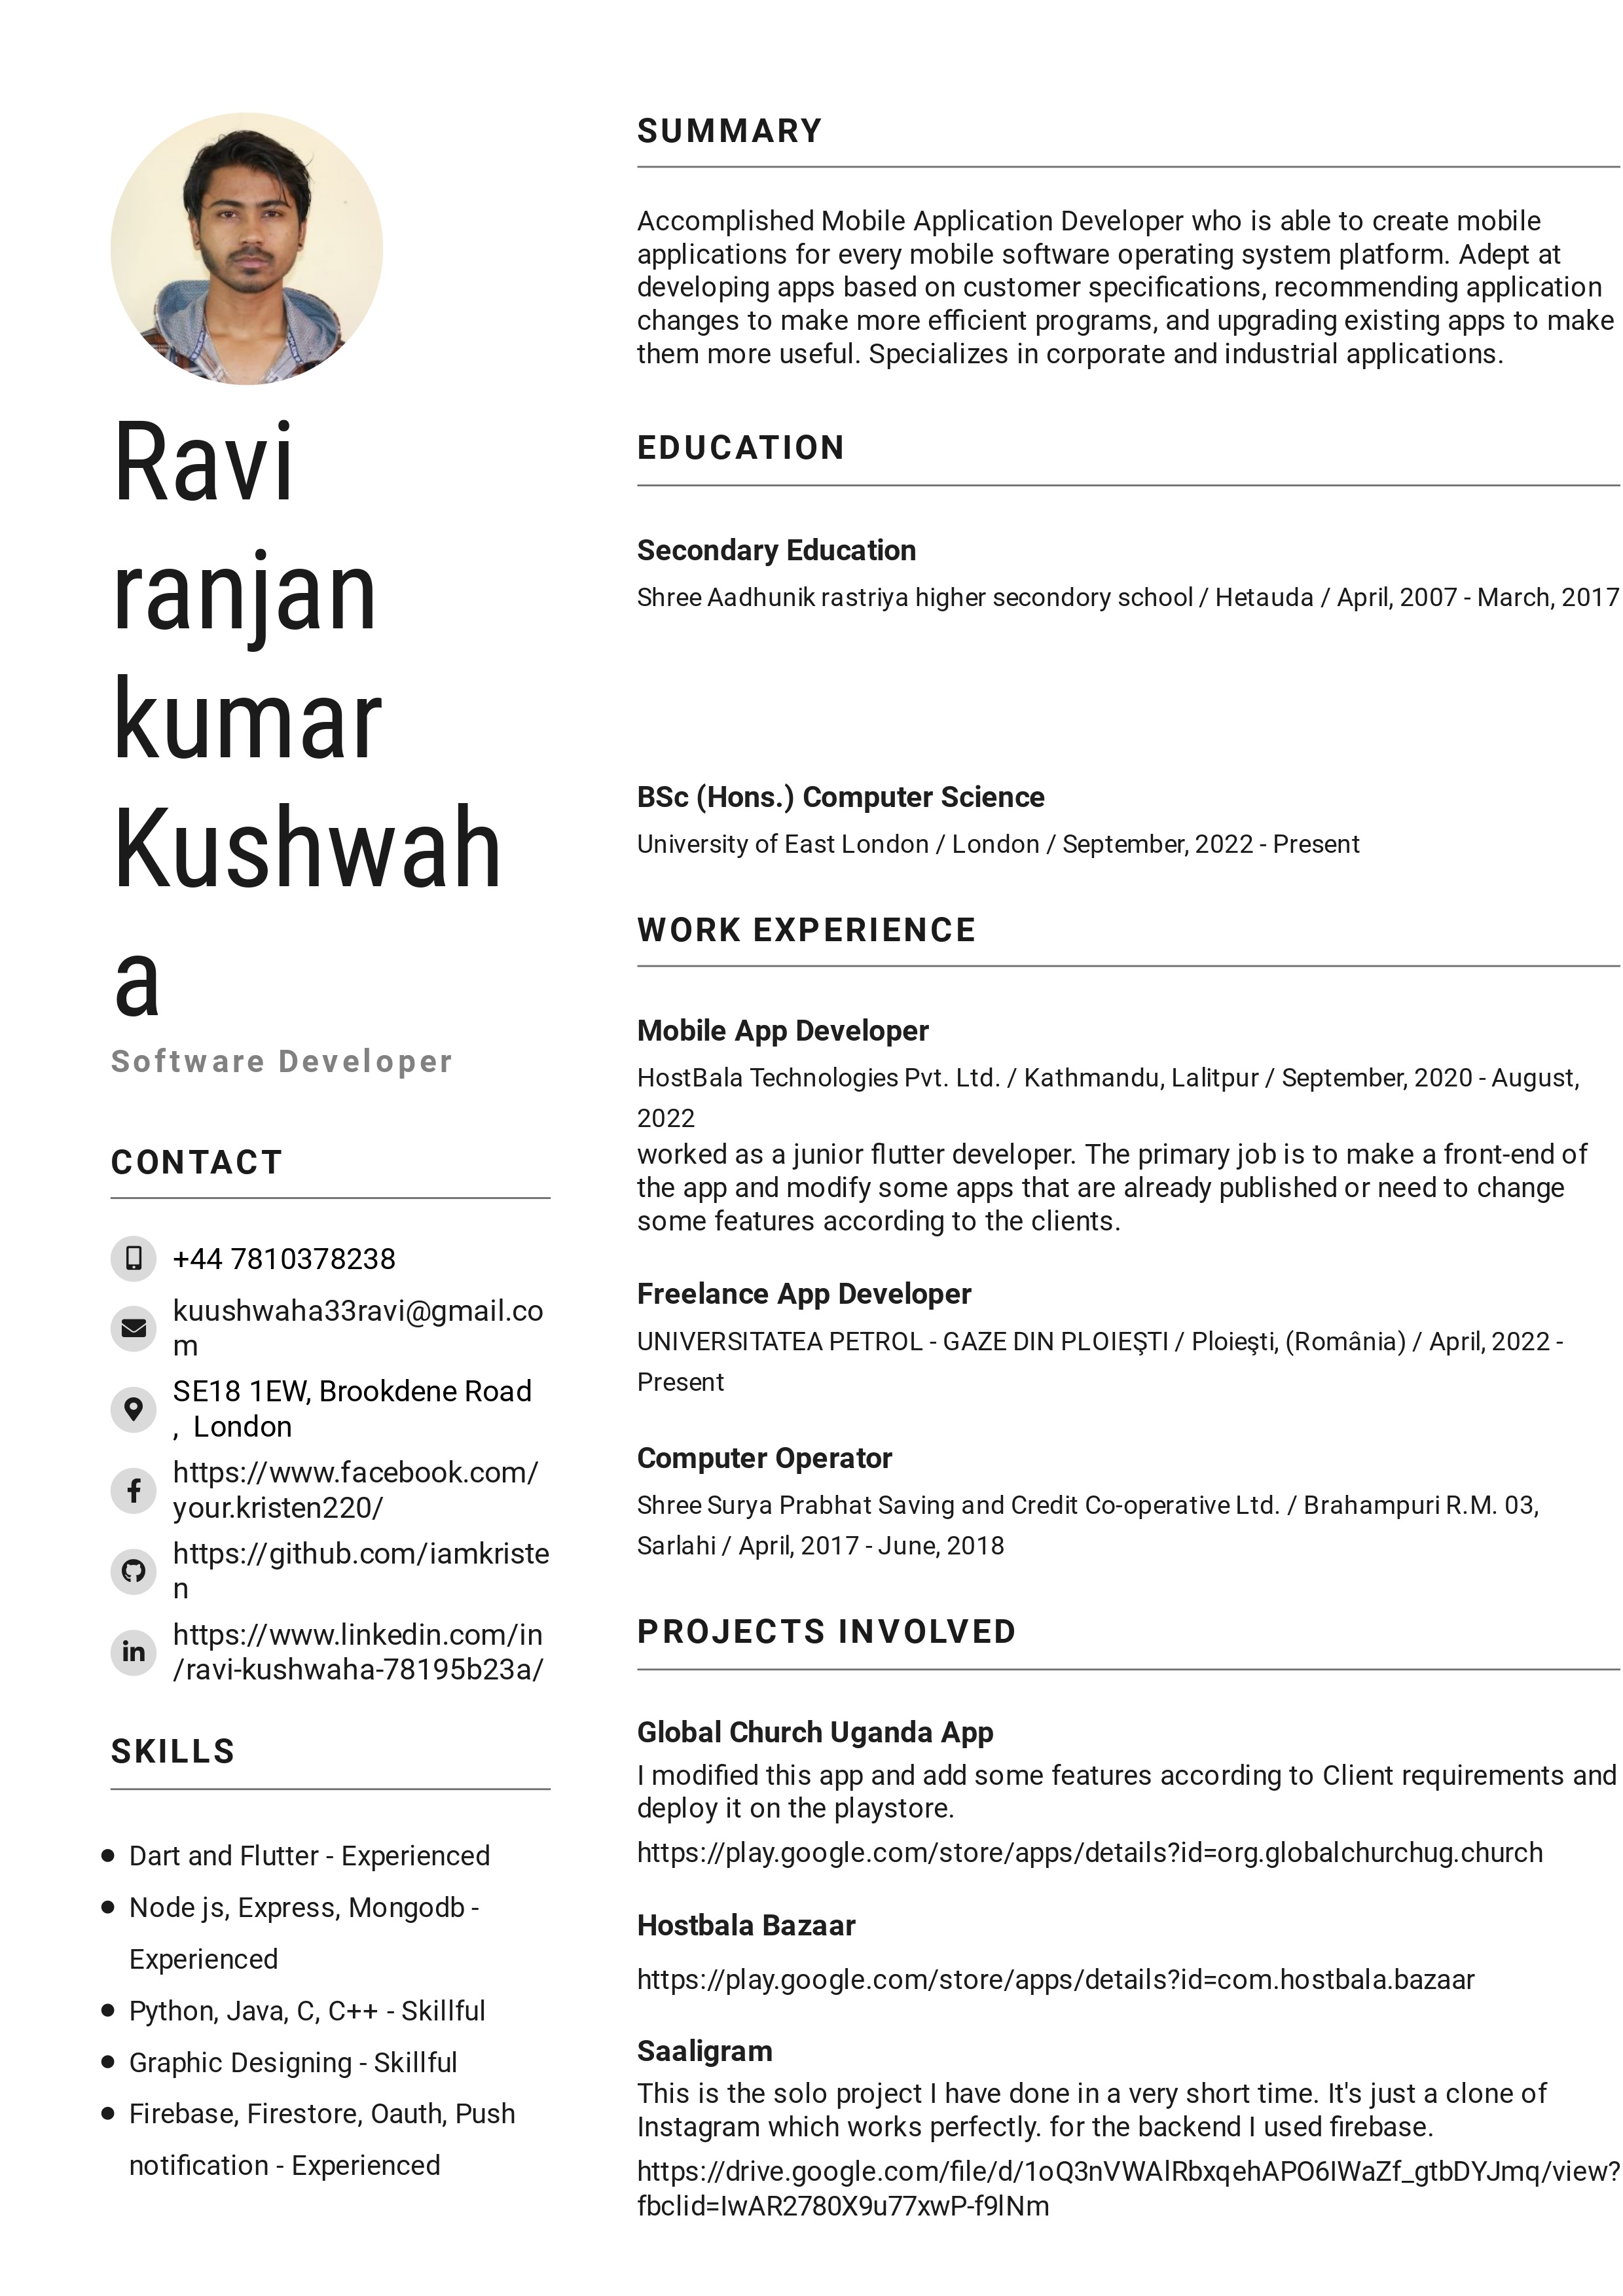 Ravi
ranjan
kumar
Kushwah
a
Software Developer
CONTACT
+44 7810378238
kuushwaha33ravi@gmail.co
m
SE18 1EW, Brookdene Road
, London
https://www.facebook.com/
your.kristen220/
https://github.com/iamkriste
n
https://www.linkedin.com/in
/ravi-kushwaha-78195b23a/
SKILLS
Dart and Flutter - Experienced
Node js, Express, Mongodb -
Experienced
Python, Java, C, C++ - Skillful
Graphic Designing - Skillful
Firebase, Firestore, Oauth, Push
notification - Experienced
SUMMARY
Accomplished Mobile Application Developer who is able to create mobile
applications for every mobile software operating system platform. Adept at
developing apps based on customer specifications, recommending application
changes to make more efficient programs, and upgrading existing apps to make
them more useful. Specializes in corporate and industrial applications.
EDUCATION
Secondary Education
Shree Aadhunik rastriya higher secondory school / Hetauda / April, 2007 - March, 2017
BSc (Hons.) Computer Science
University of East London / London / September, 2022 - Present
WORK EXPERIENCE
Mobile App Developer
HostBala Technologies Pvt. Ltd. / Kathmandu, Lalitpur / September, 2020 - August,
2022
worked as a junior flutter developer. The primary job is to make a front-end of
the app and modify some apps that are already published or need to change
some features according to the clients.
Freelance App Developer
UNIVERSITATEA PETROL - GAZE DIN PLOIEŞTI / Ploieşti, (România) / April, 2022 -
Present
Computer Operator
Shree Surya Prabhat Saving and Credit Co-operative Ltd. / Brahampuri R.M. 03,
Sarlahi / April, 2017 - June, 2018
PROJECTS INVOLVED
Global Church Uganda App
I modified this app and add some features according to Client requirements and
deploy it on the playstore.
https://play.google.com/store/apps/details?id=org.globalchurchug.church
Hostbala Bazaar
https://play.google.com/store/apps/details?id=com.hostbala.bazaar
Saaligram
This is the solo project I have done in a very short time. It's just a clone of
Instagram which works perfectly. for the backend I used firebase.
https://drive.google.com/file/d/1oQ3nVWAlRbxqehAPO6IWaZf_gtbDYJmq/view?
fbclid=IwAR2780X9u77xwP-f9lNm